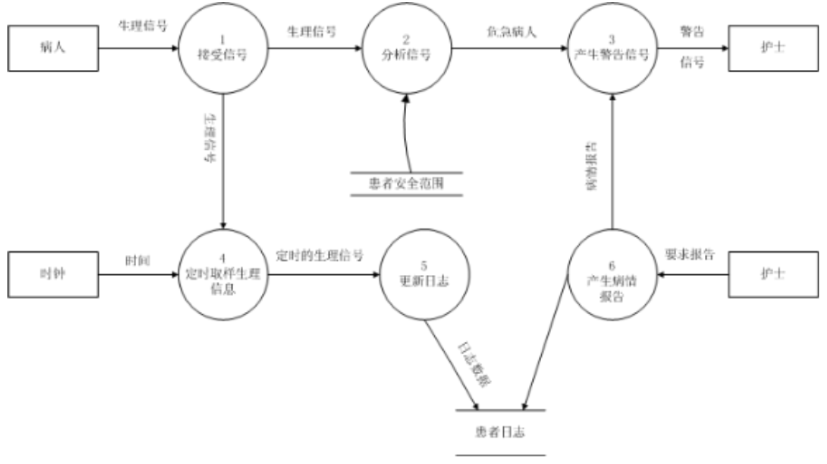 病人
生理信号
1
接受信号
生理信号
2
分析信号
危急病人
3
产生警告信号
警告
信号
护士
生理信号
患者安全范围
病情报告
时钟
时间
4
定时取样生理
信息
定时的生理信号
5
更新日志
6
产生病情
报告
要求报告
护士
日志数据
患者日志